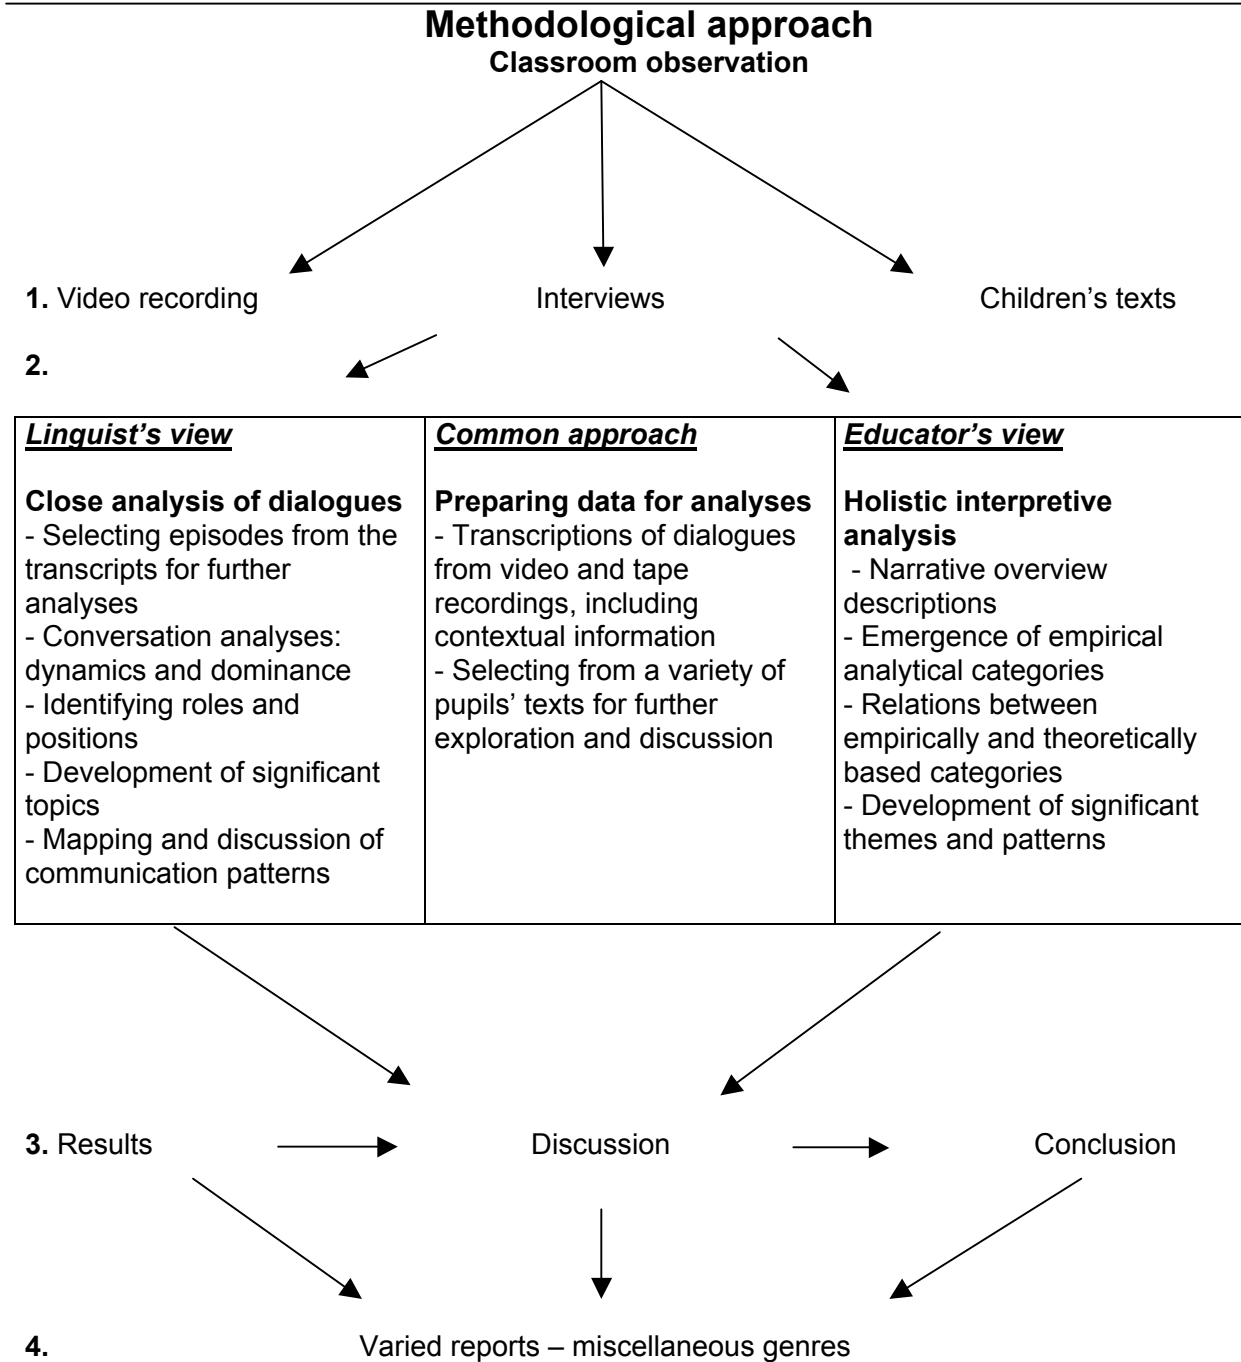 Methodological approach
Classroom observation
1. Video recording Interviews Children’s texts
2.
Linguist’s view
Close analysis of dialogues
- Selecting episodes from the
transcripts for further
analyses
- Conversation analyses:
dynamics and dominance
- Identifying roles and
positions
- Development of significant
topics
- Mapping and discussion of
communication patterns
Common approach
Preparing data for analyses
- Transcriptions of dialogues
from video and tape
recordings, including
contextual information
- Selecting from a variety of
pupils’ texts for further
exploration and discussion
Educator’s view
Holistic interpretive
analysis
- Narrative overview
descriptions
- Emergence of empirical
analytical categories
- Relations between
empirically and theoretically
based categories
- Development of significant
themes and patterns
3. Results Discussion Conclusion
4. Varied reports – miscellaneous genres